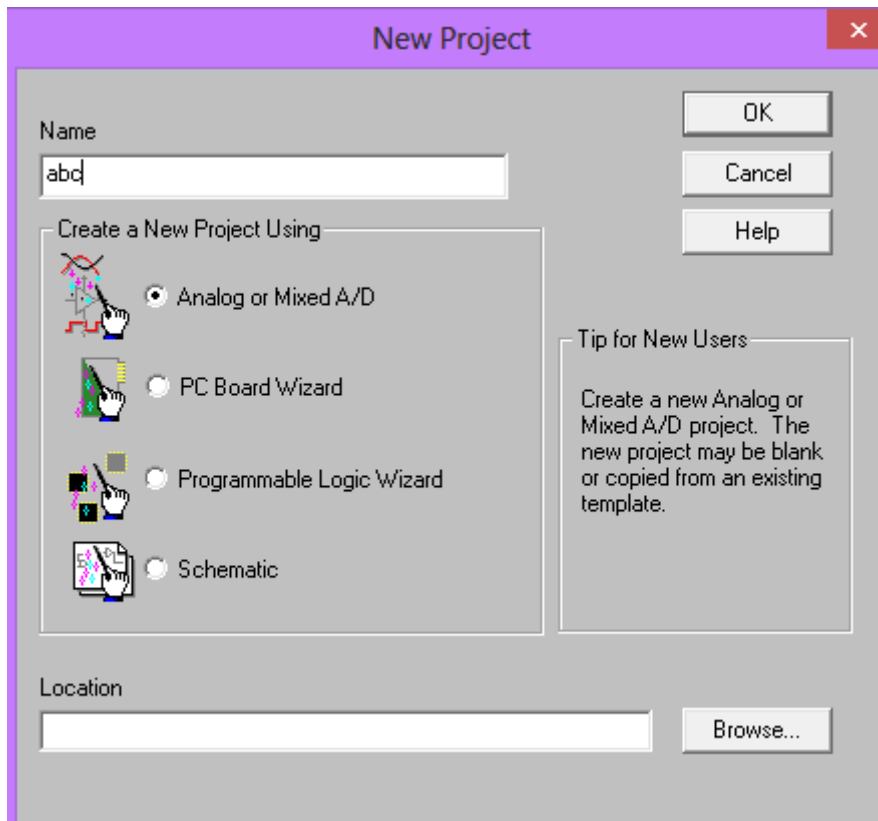 New Project
Name
abc
OK
Cancel
Help
Create a New Project Using
Analog or Mixed A/D
PC Board Wizard
Programmable Logic Wizard
Schematic
Tip for New Users
Create a new Analog or
Mixed A/D project. The
new project may be blank
or copied from an existing
template.
Location
Browse...